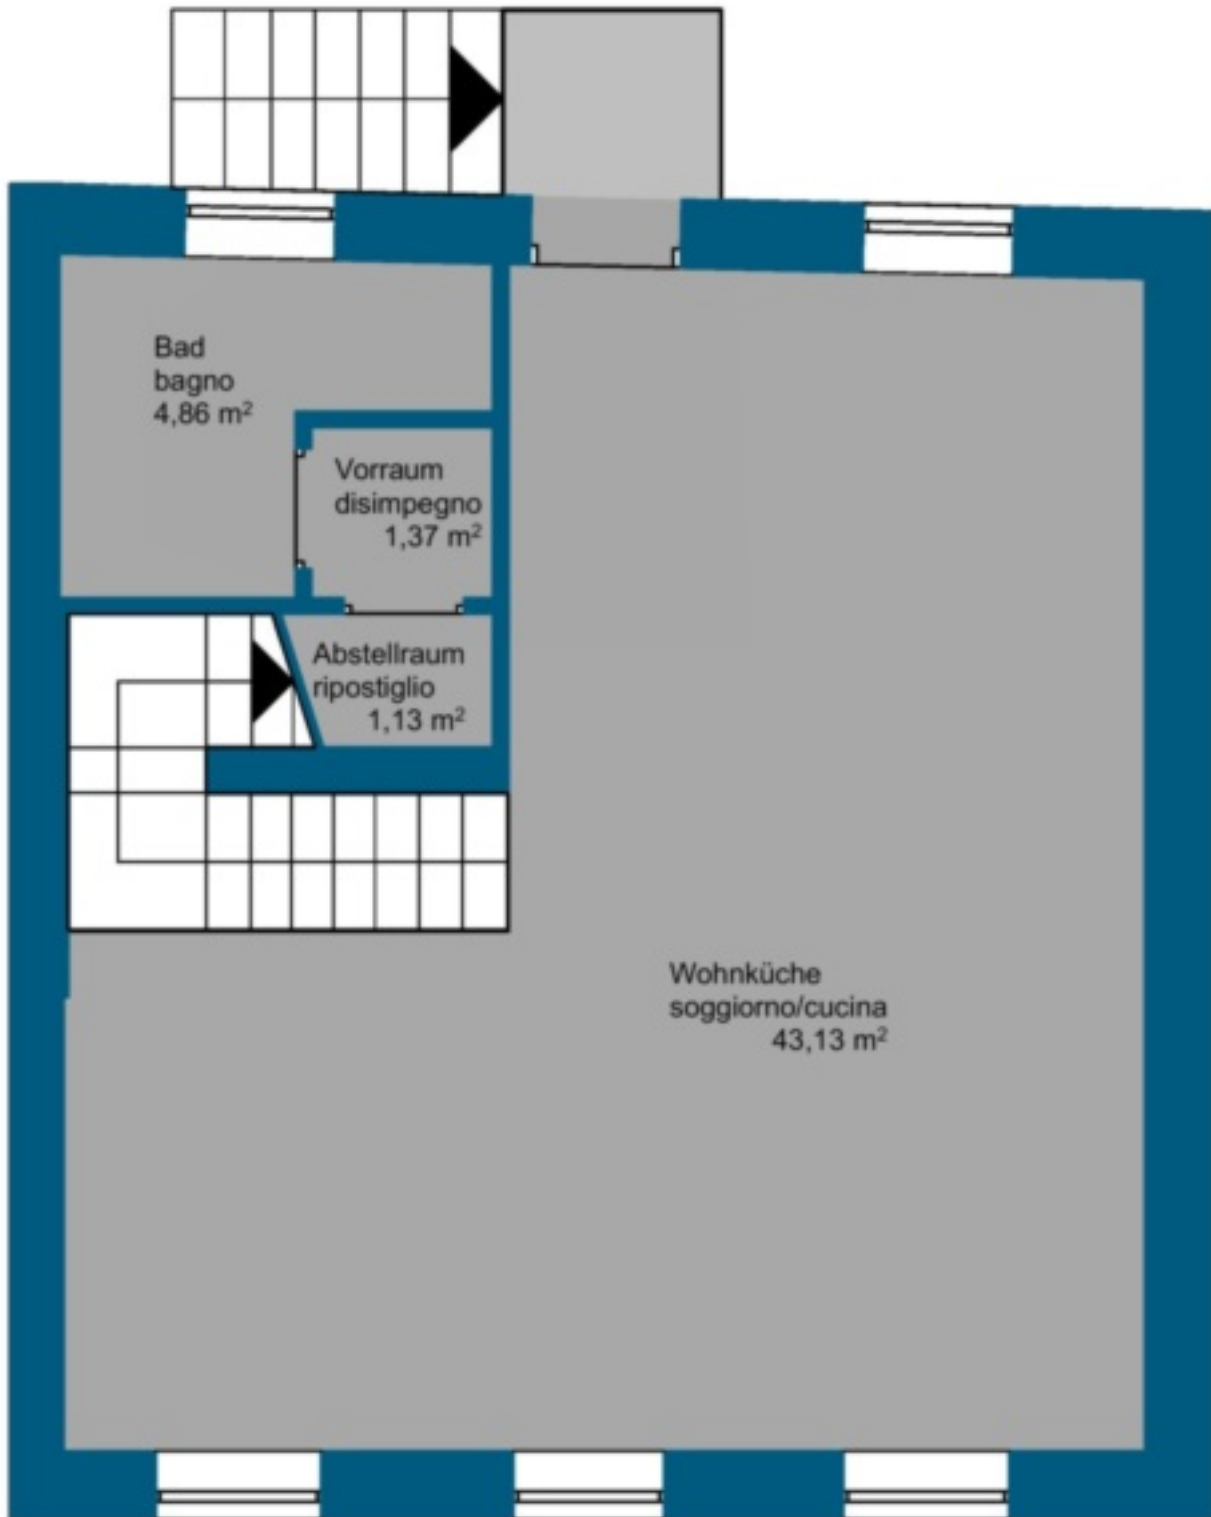 Bad
bagno
4,86 m²
Vorraum
disimpegno
1,37 m²
Abstellraum
ripostiglio
1,13 m²
Wohnküche
soggiorno/cucina
43,13 m²